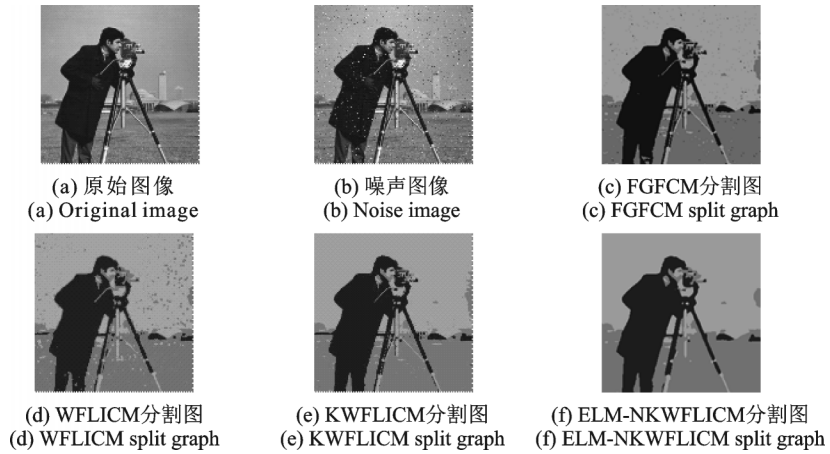 (a) 原始图像
(a) Original image
(b) 噪声图像
(b) Noise image
(c) FGFCM分割图
(c) FGFCM split graph
(d) WFLICM分割图
(d) WFLICM split graph
(e) KWFLICM分割图
(e) KWFLICM split graph
(f) ELM-NKWFLICM分割图
(f) ELM-NKWFLICM split graph